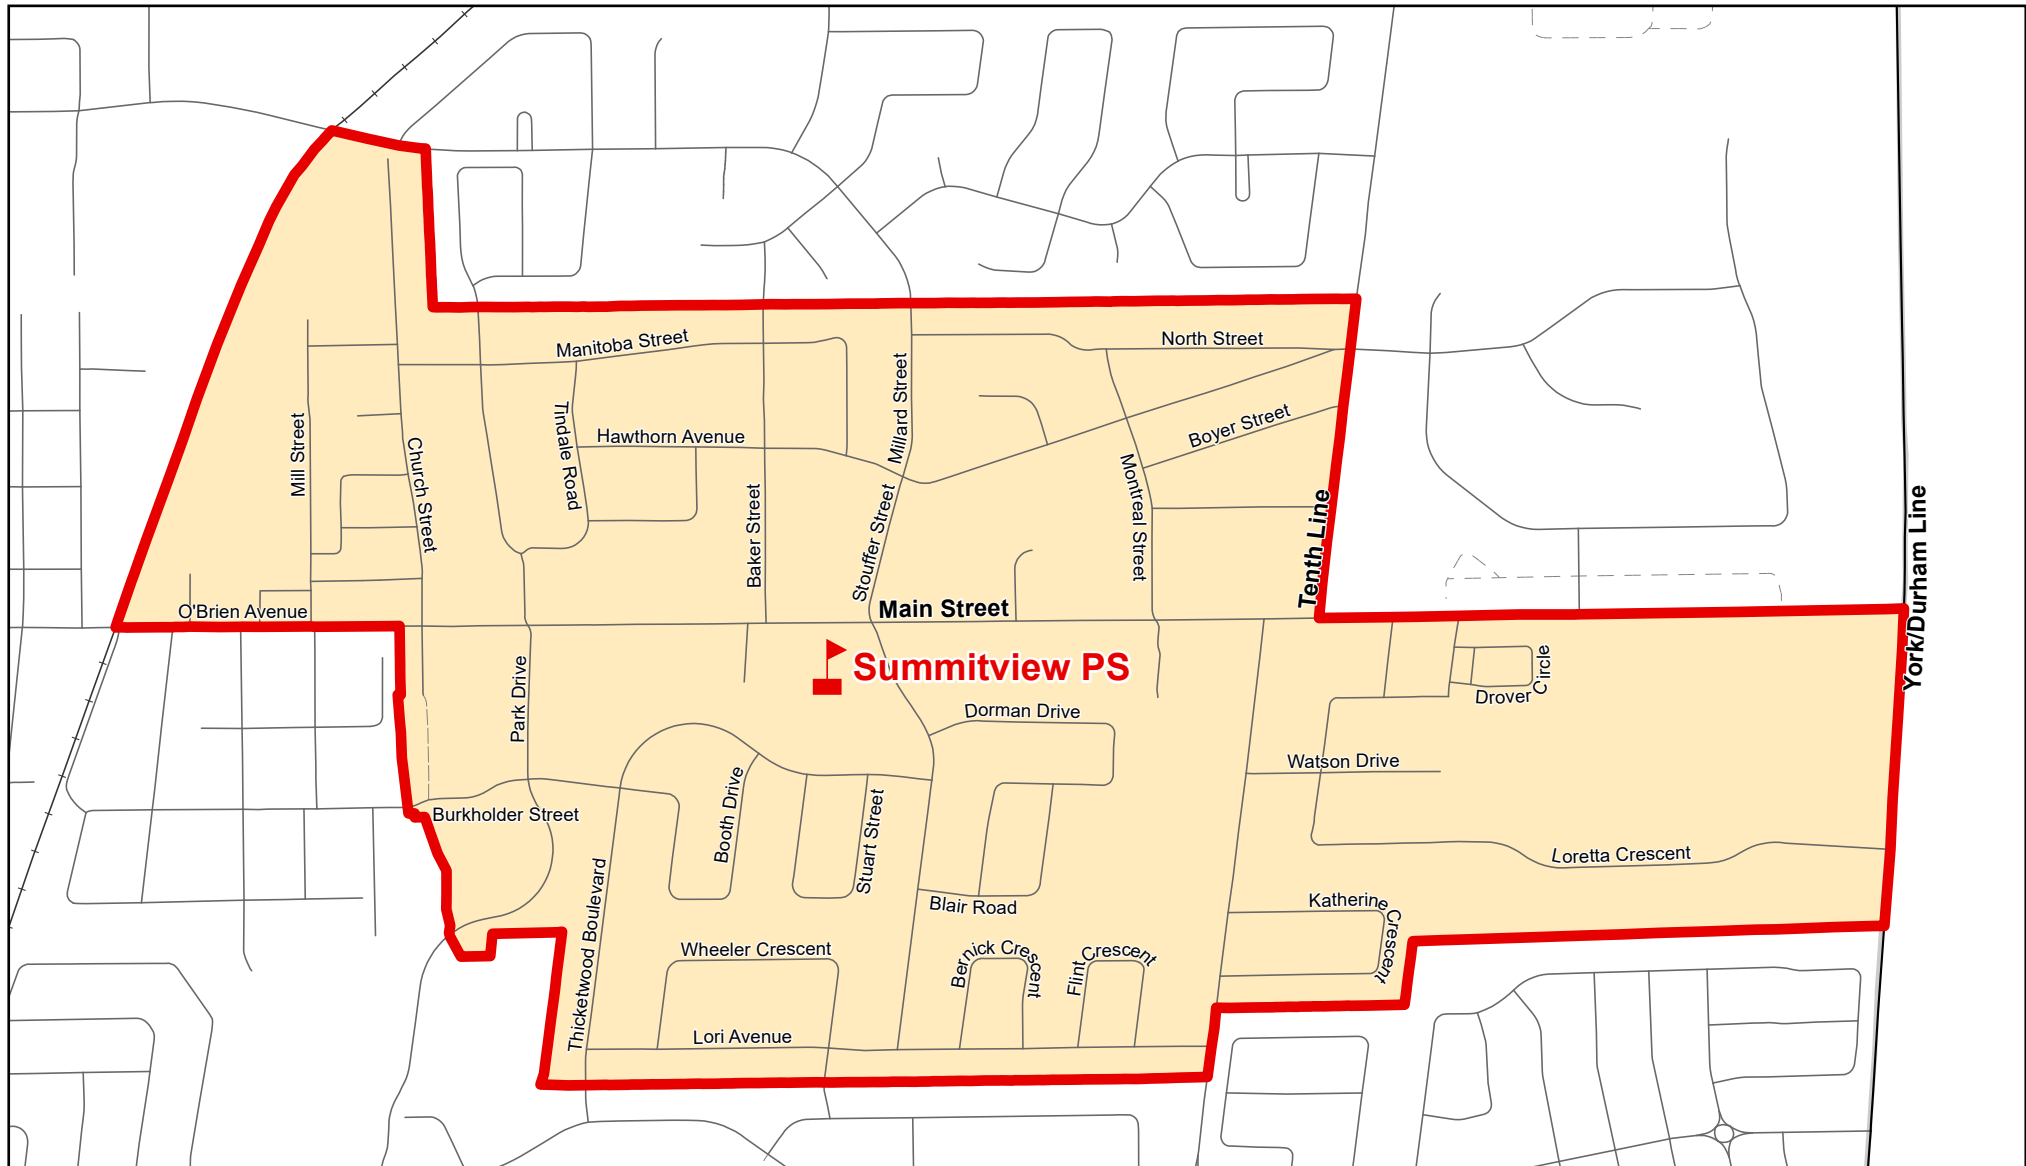 North Street
Manitoba Street
Millard Street
Tindale Road
Mill Street
Church Street
Hawthorn Avenue
Boyer Street
Montreal Street
Baker Street
Stouffer Street
Tenth Line
York/Durham Line
O'Brien Avenue
Main Street
Summitview PS
Park Drive
Drover Circle
Dorman Drive
Watson Drive
Booth Drive
Stuart Street
Burkholder Street
Loretta Crescent
Thicketwood Boulevard
Blair Road
Katherine Crescent
Wheeler Crescent
Bernick Crescent
Flint Crescent
Lori Avenue